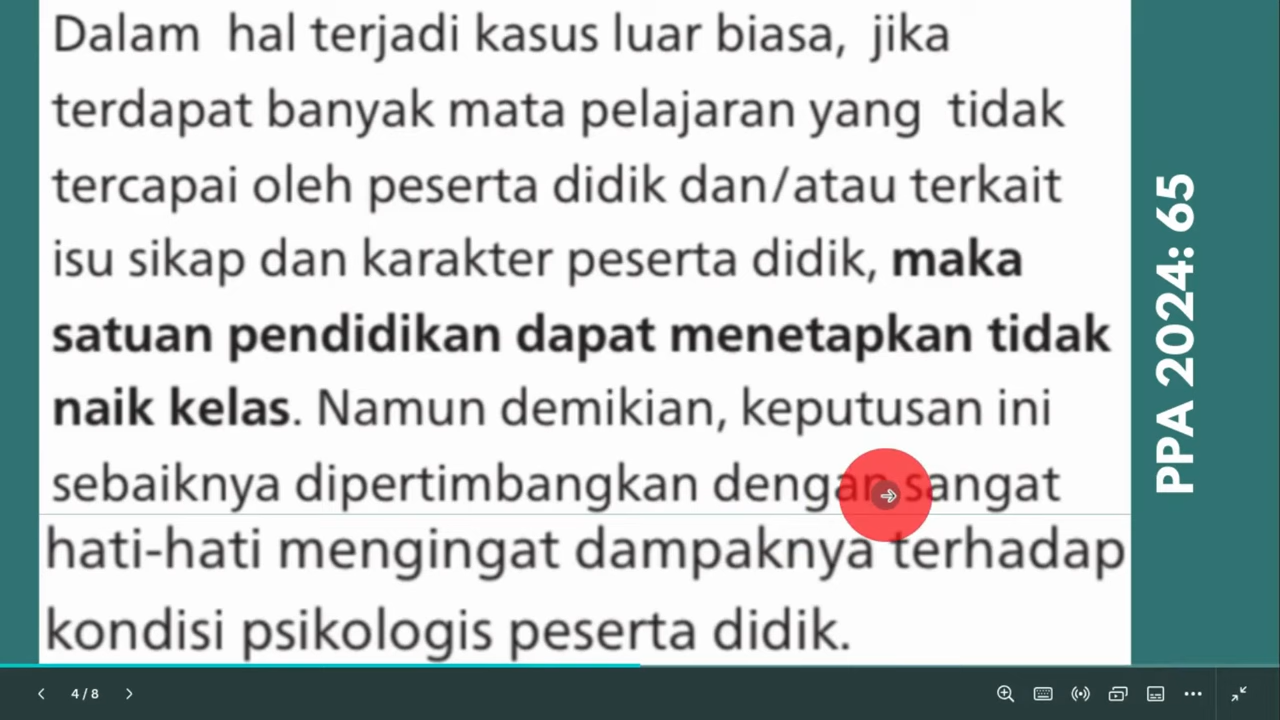 Dalam hal terjadi kasus luar biasa, jika
terdapat banyak mata pelajaran yang tidak
tercapai oleh peserta didik dan/atau terkait
isu sikap dan karakter peserta didik, maka
satuan pendidikan dapat menetapkan tidak
naik kelas. Namun demikian, keputusan ini
sebaiknya dipertimbangkan dengan sangat
hati-hati mengingat dampaknya terhadap
kondisi psikologis peserta didik.
PPA 2024: 65
4 / 8